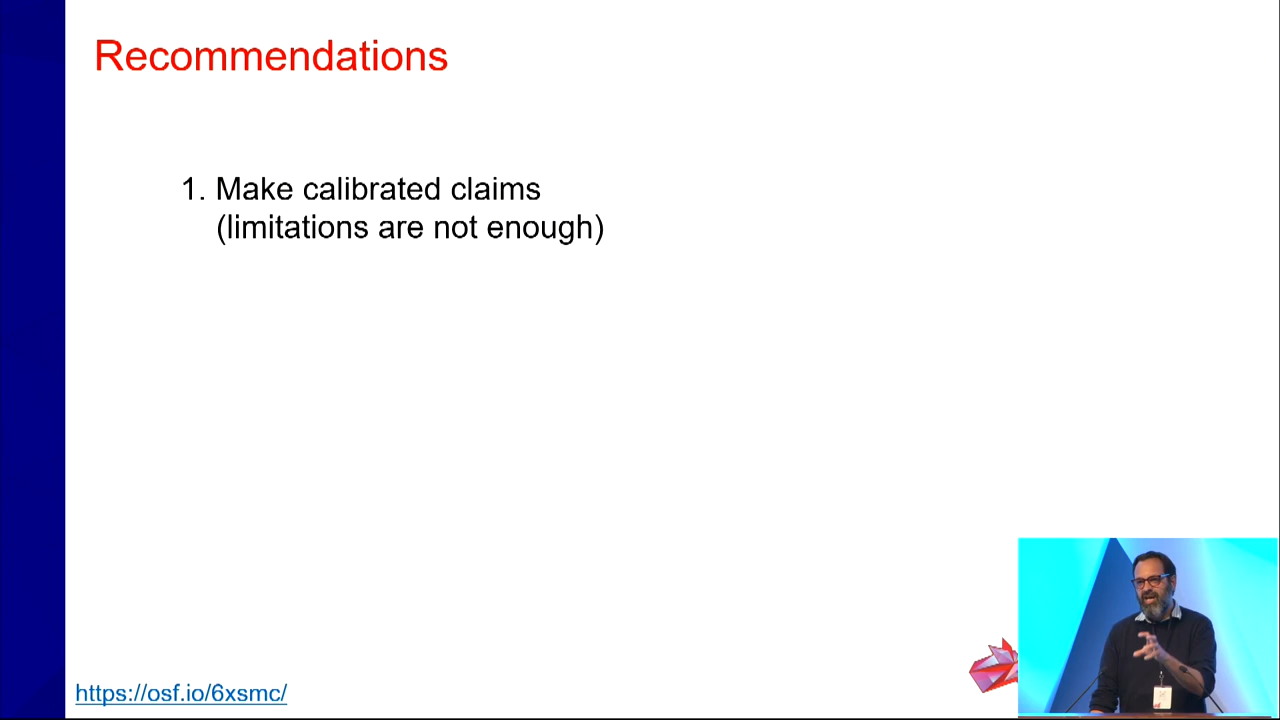 Recommendations
1. Make calibrated claims
(limitations are not enough)
https://osf.io/6xsmc/